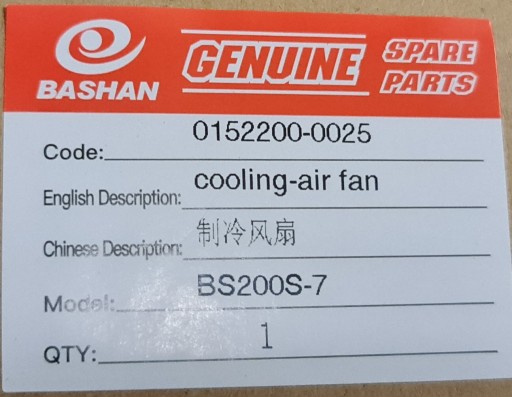 BASHAN
GENUINE
SPARE
PARTS
Code: 0152200-0025
English Description: cooling-air fan
Chinese Description: 制冷风扇
Model: BS200S-7
QTY: 1